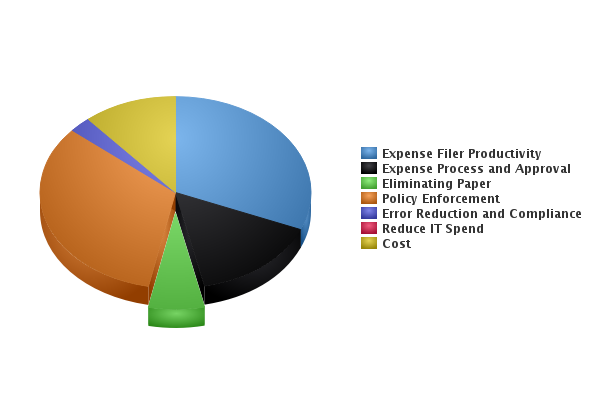 Expense Filer Productivity
Expense Process and Approval
Eliminating Paper
Policy Enforcement
Error Reduction and Compliance
Reduce IT Spend
Cost